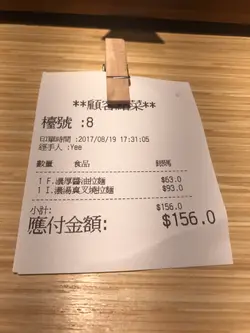 **顧客點菜**
檯號 :8
印單時間 :2017/08/19 17:31:05
經手人 :Yee
數量 食品 銀碼
1 F.濃厚醬油拉麵 $63.0
1 I.濃湯真叉燒拉麵 $93.0
小計: $156.0
應付金額: $156.0